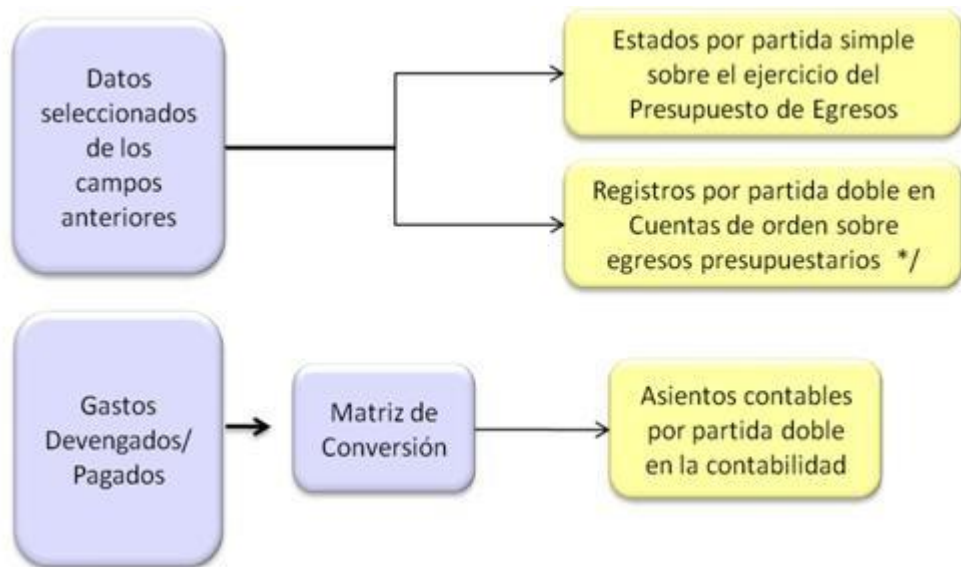 Datos
seleccionados
de los
campos
anteriores
Estados por partida simple
sobre el ejercicio del
Presupuesto de Egresos
Registros por partida doble en
Cuentas de orden sobre
egresos presupuestarios */
Gastos
Devengados/
Pagados
Matriz de
Conversión
Asientos contables
por partida doble
en la contabilidad